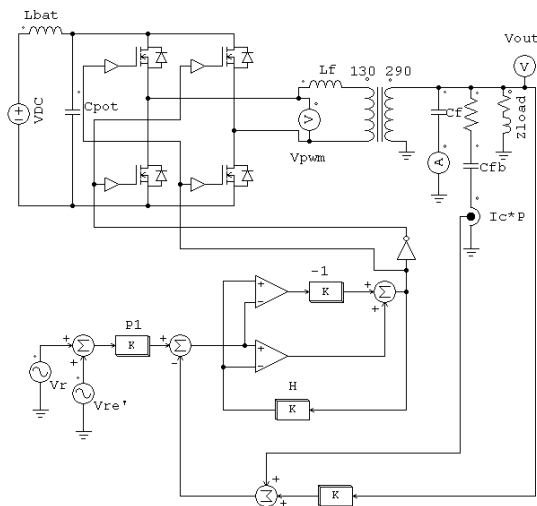 Lbat
Vout
Lf
130 290
VDC
Cpot
V
V
Cf
Zload
Vpwm
A
Cfb
Ic*P
-1
K
P1
K
H
K
Vr
Vre'
K